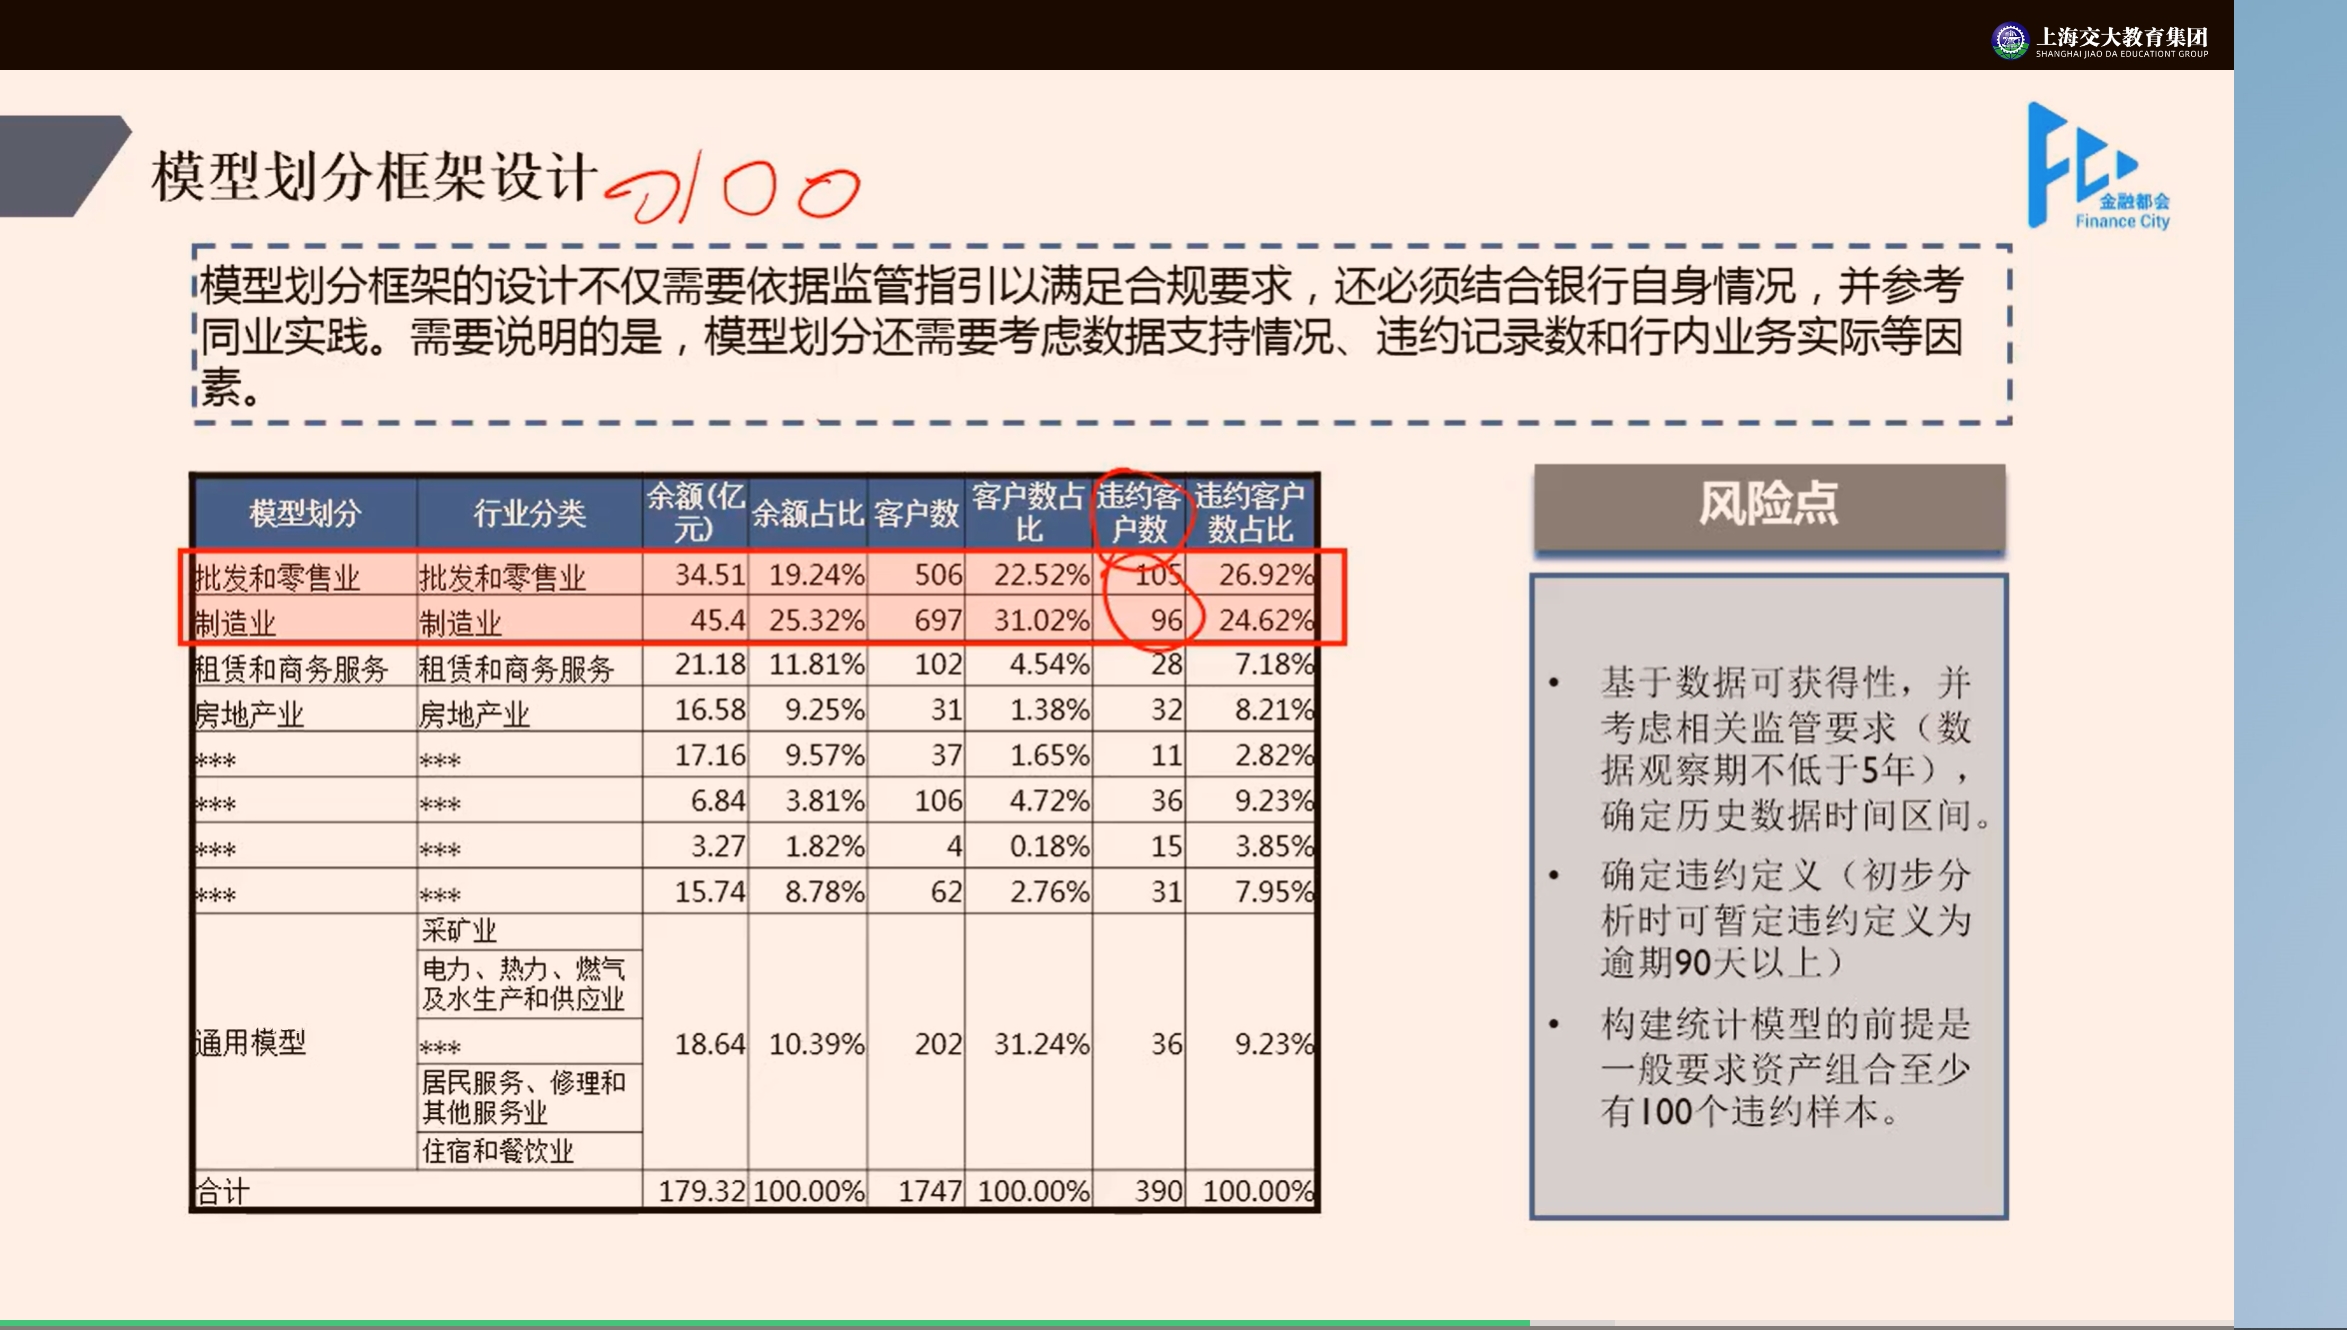 上海交大教育集团
SHANGHAI JIAO DA EDUCATIONT GROUP
模型划分框架设计
100
金融都会
Finance City
模型划分框架的设计不仅需要依据监管指引以满足合规要求，还必须结合银行自身情况，并参考
同业实践。需要说明的是，模型划分还需要考虑数据支持情况、违约记录数和行内业务实际等因
素。
模型划分 行业分类 余额(亿元) 余额占比 客户数 客户数占比 违约客户数 违约客户数占比
批发和零售业 批发和零售业 34.51 19.24% 506 22.52% 105 26.92%
制造业 制造业 45.4 25.32% 697 31.02% 96 24.62%
租赁和商务服务 租赁和商务服务 21.18 11.81% 102 4.54% 28 7.18%
房地产业 房地产业 16.58 9.25% 31 1.38% 32 8.21%
*** *** 17.16 9.57% 37 1.65% 11 2.82%
*** *** 6.84 3.81% 106 4.72% 36 9.23%
*** *** 3.27 1.82% 4 0.18% 15 3.85%
*** *** 15.74 8.78% 62 2.76% 31 7.95%
采矿业
电力、热力、燃气
及水生产和供应业
通用模型 *** 18.64 10.39% 202 31.24% 36 9.23%
居民服务、修理和
其他服务业
住宿和餐饮业
合计 179.32 100.00% 1747 100.00% 390 100.00%
风险点
• 基于数据可获得性，并
考虑相关监管要求（数
据观察期不低于5年），
确定历史数据时间区间。
• 确定违约定义（初步分
析时可暂定违约定义为
逾期90天以上）
• 构建统计模型的前提是
一般要求资产组合至少
有100个违约样本。